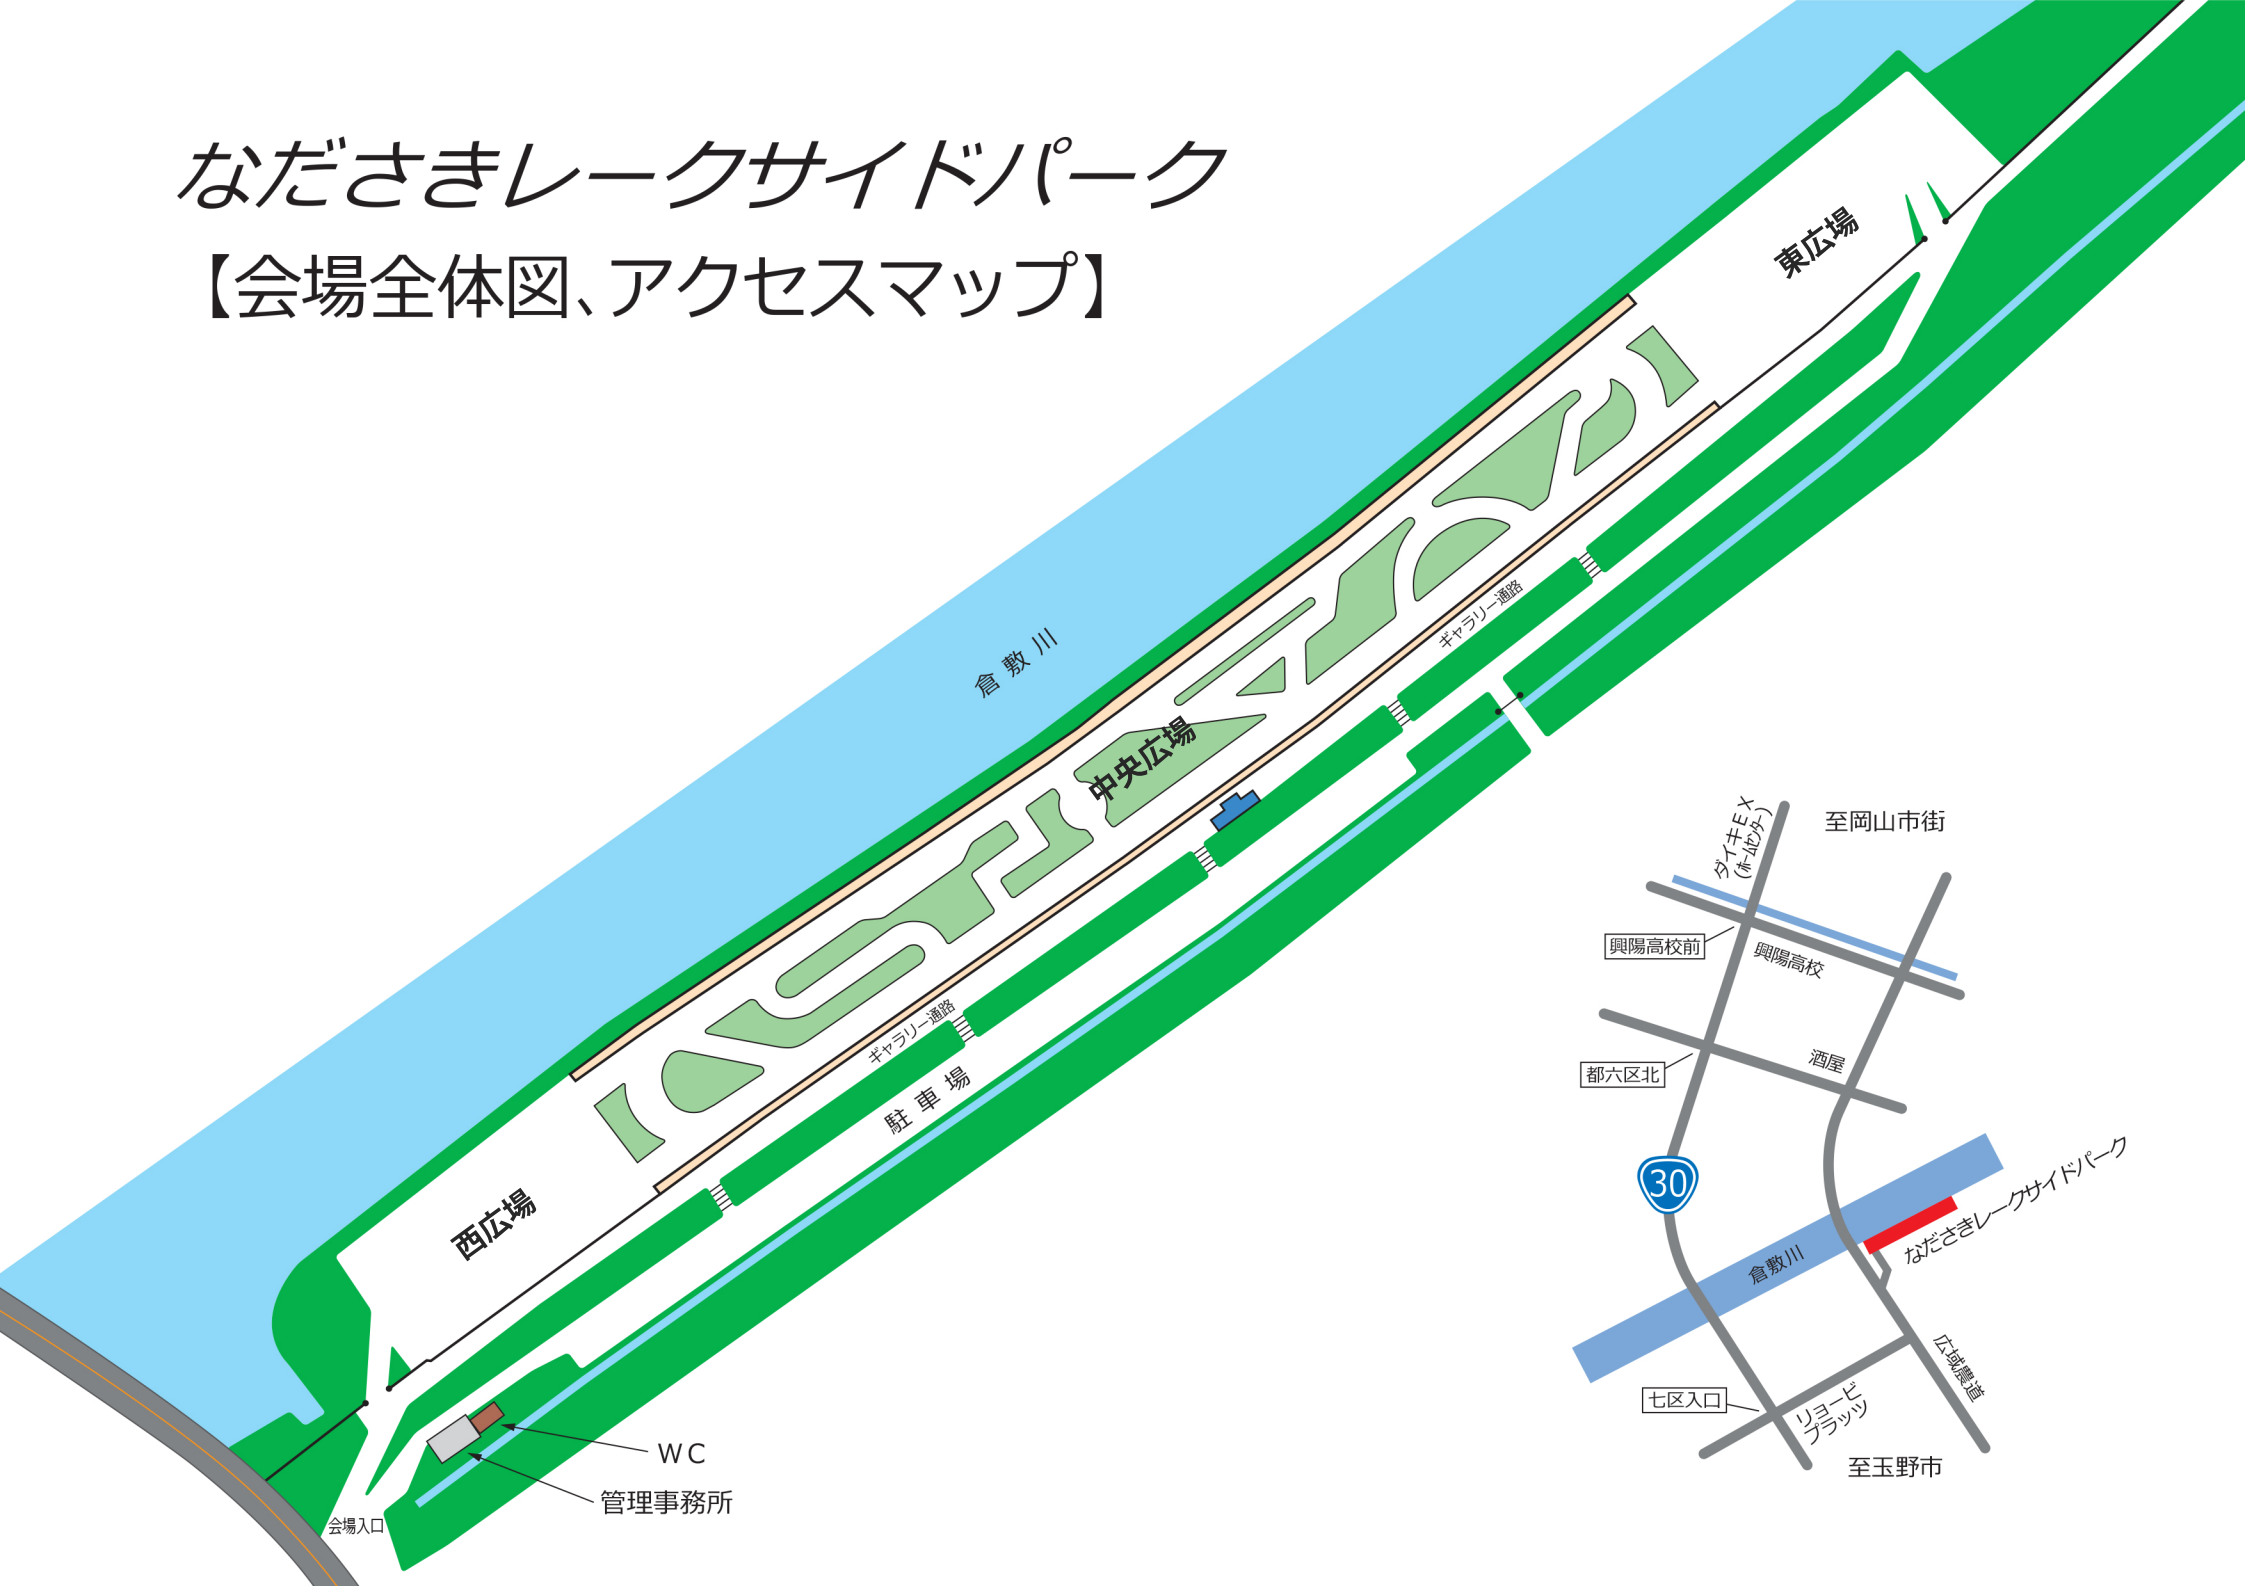 なださきレークサイドパーク
【会場全体図、アクセスマップ】
東広場
倉敷川
ギャラリー通路
中央広場
ギャラリー通路
駐車場
西広場
WC
管理事務所
会場入口
ダイキEX
(ホームセンター)
至岡山市街
興陽高校前
興陽高校
都六区北
酒屋
30
なださきレークサイドパーク
倉敷川
広域農道
七区入口
リョービ
プラッツ
至玉野市